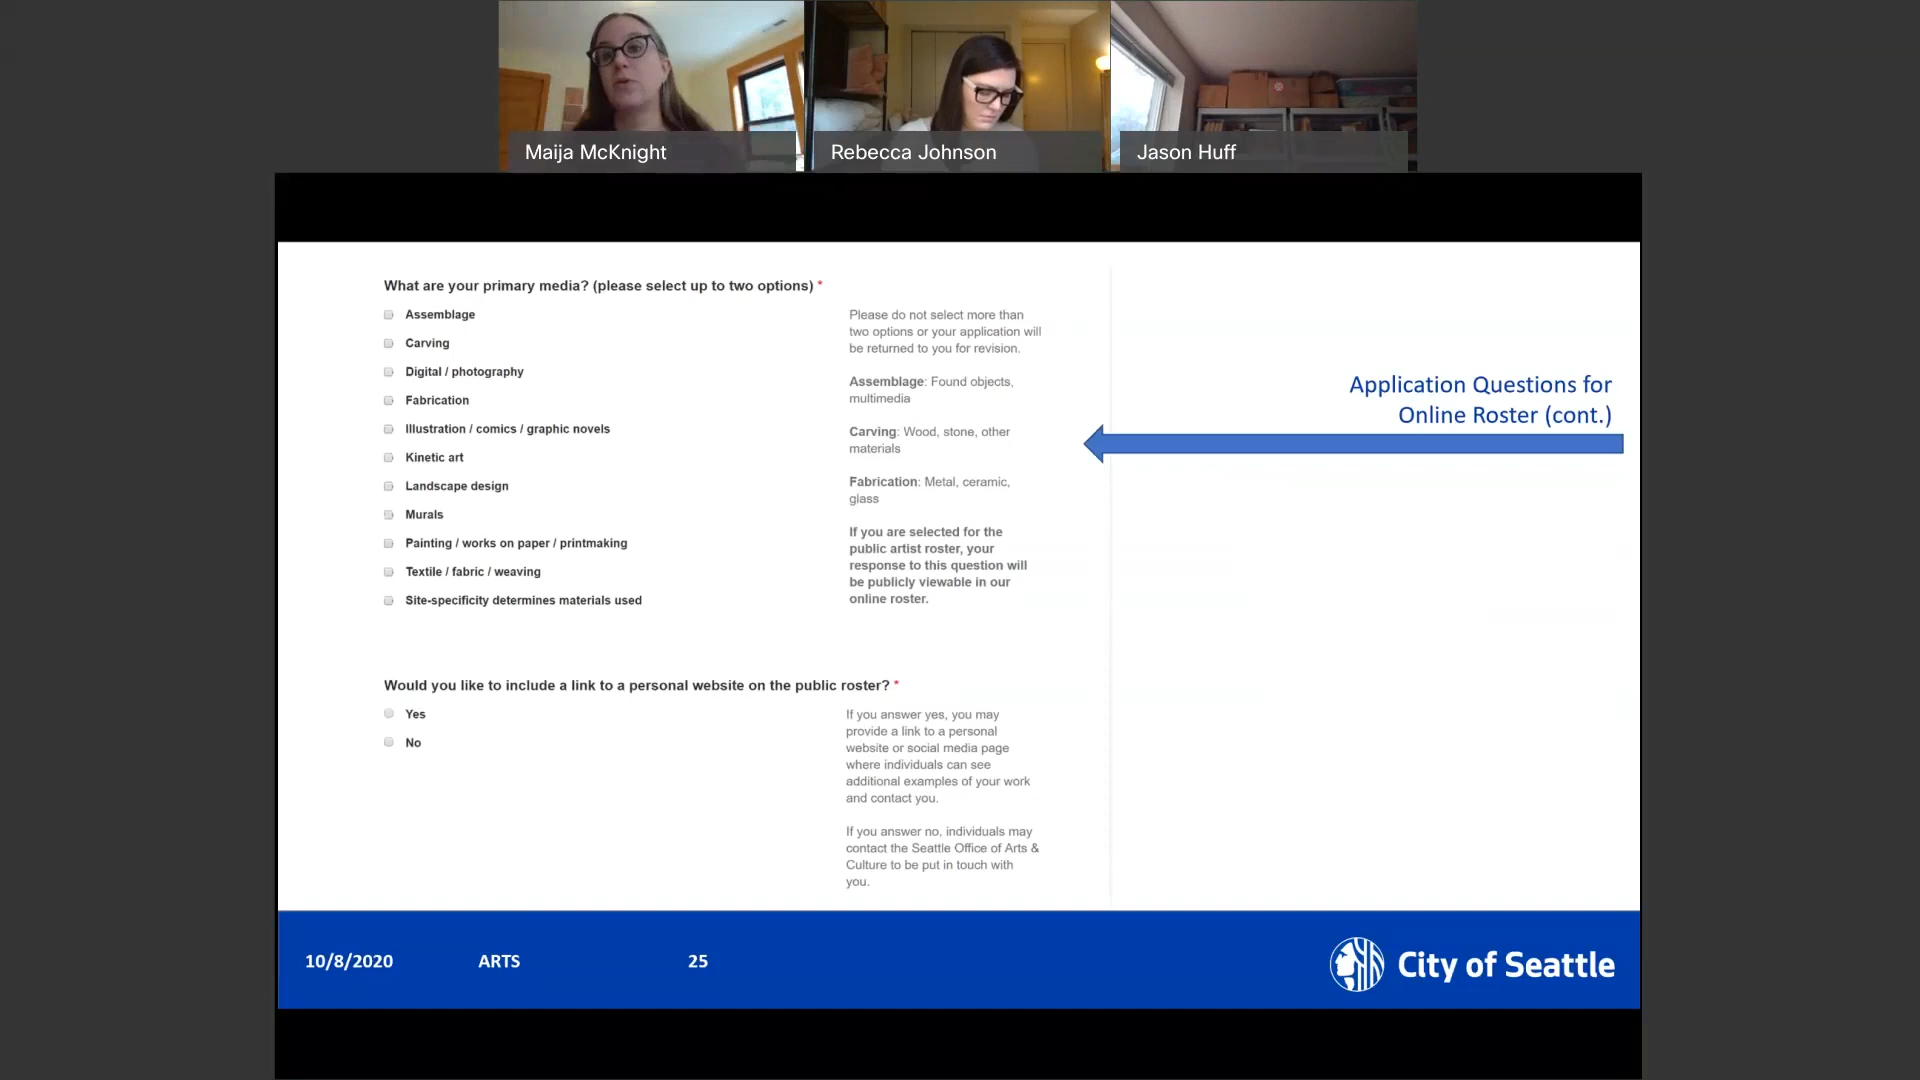 Maija McKnight
Rebecca Johnson
Jason Huff
What are your primary media? (please select up to two options) *
Assemblage
Carving
Digital / photography
Fabrication
Illustration / comics / graphic novels
Kinetic art
Landscape design
Murals
Painting / works on paper / printmaking
Textile / fabric / weaving
Site-specificity determines materials used
Please do not select more than
two options or your application will
be returned to you for revision.
Assemblage: Found objects,
multimedia
Carving: Wood, stone, other
materials
Fabrication: Metal, ceramic,
glass
If you are selected for the
public artist roster, your
response to this question will
be publicly viewable in our
online roster.
Application Questions for
Online Roster (cont.)
Would you like to include a link to a personal website on the public roster? *
Yes
No
If you answer yes, you may
provide a link to a personal
website or social media page
where individuals can see
additional examples of your work
and contact you.
If you answer no, individuals may
contact the Seattle Office of Arts &
Culture to be put in touch with
you.
10/8/2020
ARTS
25
City of Seattle